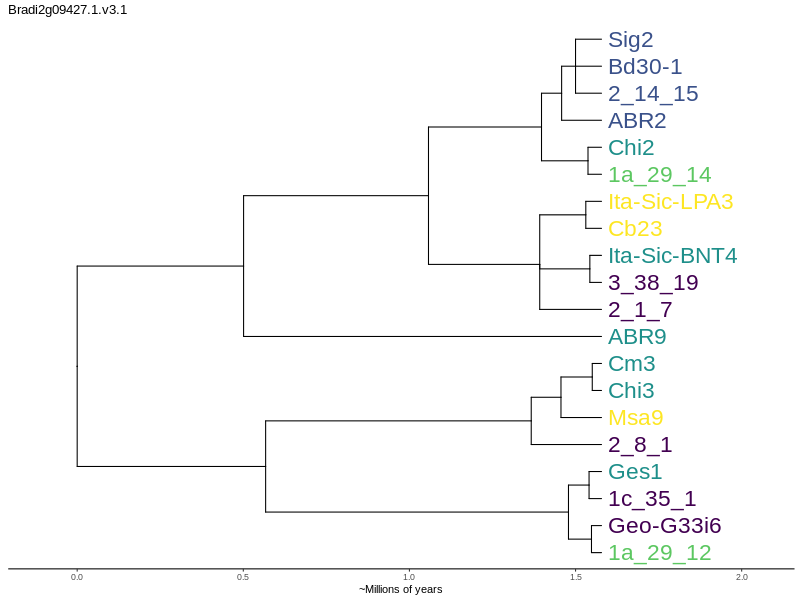 Bradi2g09427.1.v3.1
Sig2
Bd30-1
2_14_15
ABR2
Chi2
1a_29_14
Ita-Sic-LPA3
Cb23
Ita-Sic-BNT4
3_38_19
2_1_7
ABR9
Cm3
Chi3
Msa9
2_8_1
Ges1
1c_35_1
Geo-G33i6
1a_29_12
0.0 0.5 1.0 1.5 2.0
~Millions of years